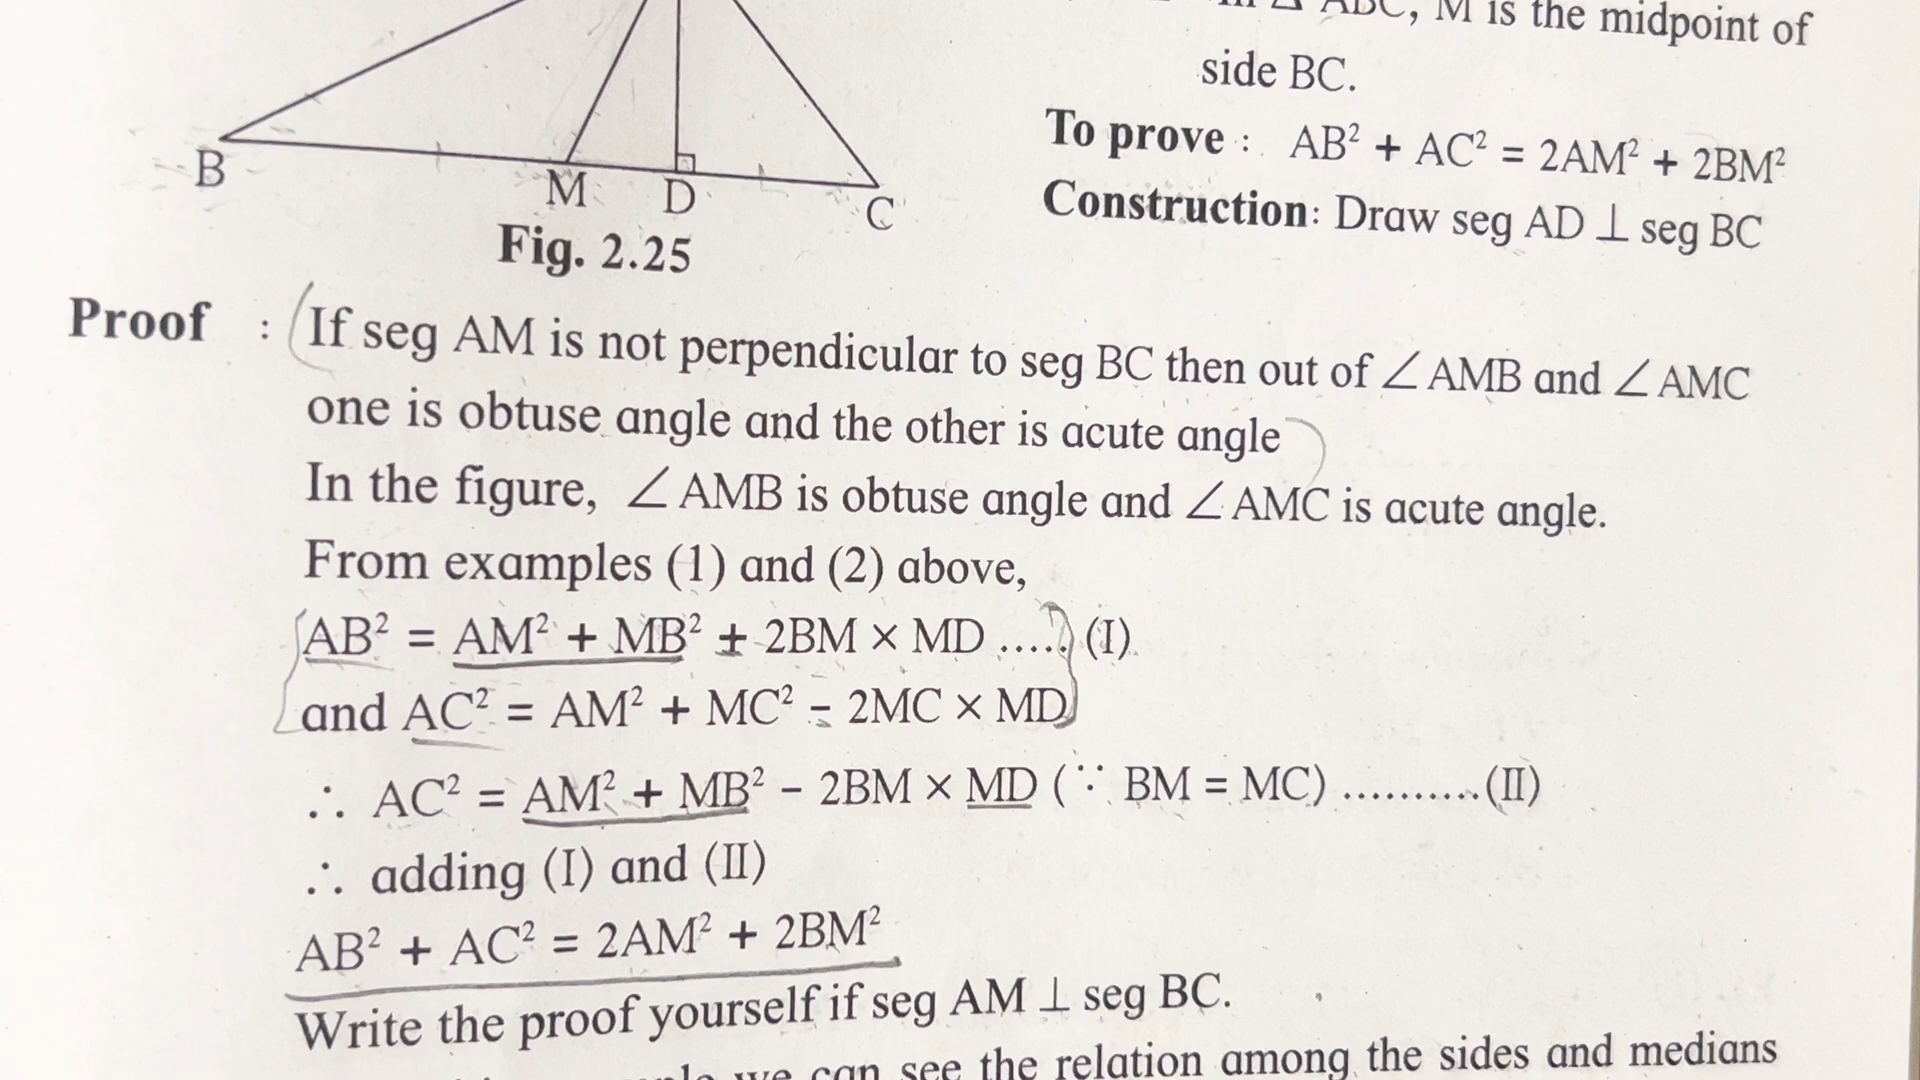 ABC, M is the midpoint of
side BC.
To prove : AB² + AC² = 2AM² + 2BM²
Construction: Draw seg AD ⊥ seg BC
B
M
D
C
Fig. 2.25
Proof : If seg AM is not perpendicular to seg BC then out of ∠AMB and ∠AMC
one is obtuse angle and the other is acute angle
In the figure, ∠AMB is obtuse angle and ∠AMC is acute angle.
From examples (1) and (2) above,
AB² = AM² + MB² + 2BM × MD ..... (I)
and AC² = AM² + MC² - 2MC × MD
∴ AC² = AM² + MB² - 2BM × MD (∵ BM = MC) ..........(II)
∴ adding (I) and (II)
AB² + AC² = 2AM² + 2BM²
Write the proof yourself if seg AM ⊥ seg BC.
we can see the relation among the sides and medians